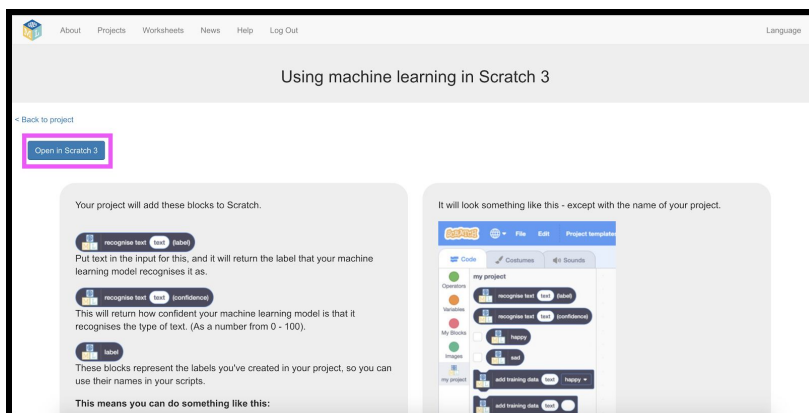 About Projects Worksheets News Help Log Out Language
Using machine learning in Scratch 3
< Back to project
Open in Scratch 3
Your project will add these blocks to Scratch.
recognise text text (label)
Put text in the input for this, and it will return the label that your machine
learning model recognises it as.
recognise text text (confidence)
This will return how confident your machine learning model is that it
recognises the type of text. (As a number from 0 - 100).
label
These blocks represent the labels you've created in your project, so you can
use their names in your scripts.
This means you can do something like this:
It will look something like this - except with the name of your project.
SCRATCH File Edit Project templates
Code Costumes Sounds
my project
Operators
recognise text text (label)
Variables
recognise text text (confidence)
My Blocks
happy
Images
sad
my project
add training data text happy
add training data text